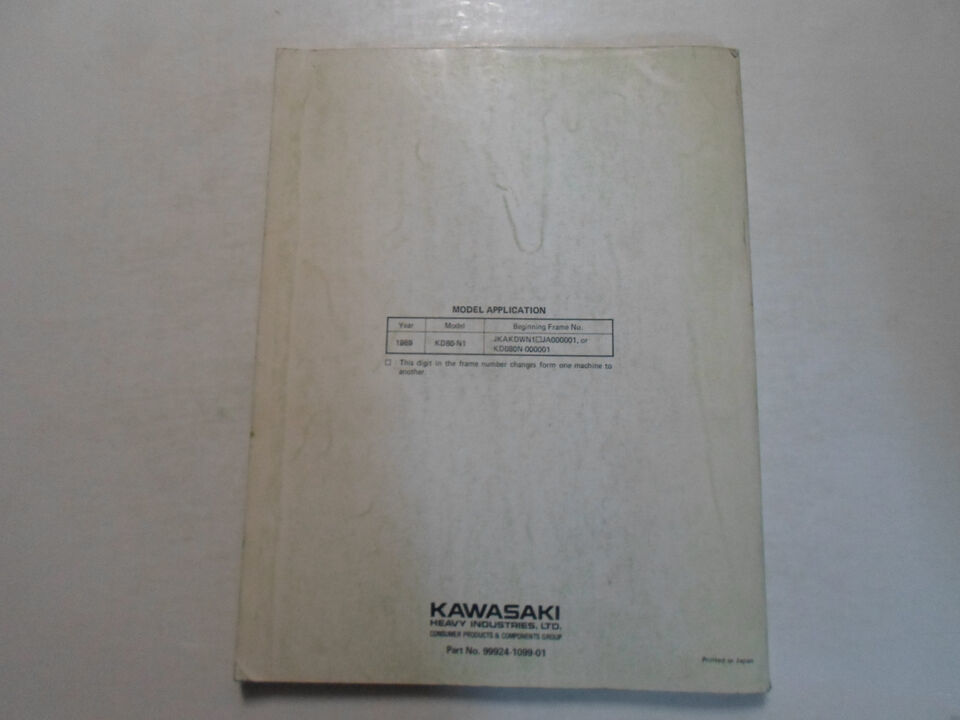 MODEL APPLICATION
Year Model Beginning Frame No.
1989 KD80-N1 JKAKDWN1□JA000001, or
KD080N-000001
□ : This digit in the frame number changes form one machine to
another.
KAWASAKI
HEAVY INDUSTRIES, LTD.
CONSUMER PRODUCTS & COMPONENTS GROUP
Part No. 99924-1099-01
Printed in Japan